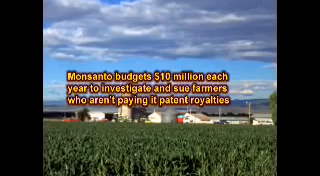 Monsanto budgets $10 million each
year to investigate and sue farmers
who aren't paying it patent royalties